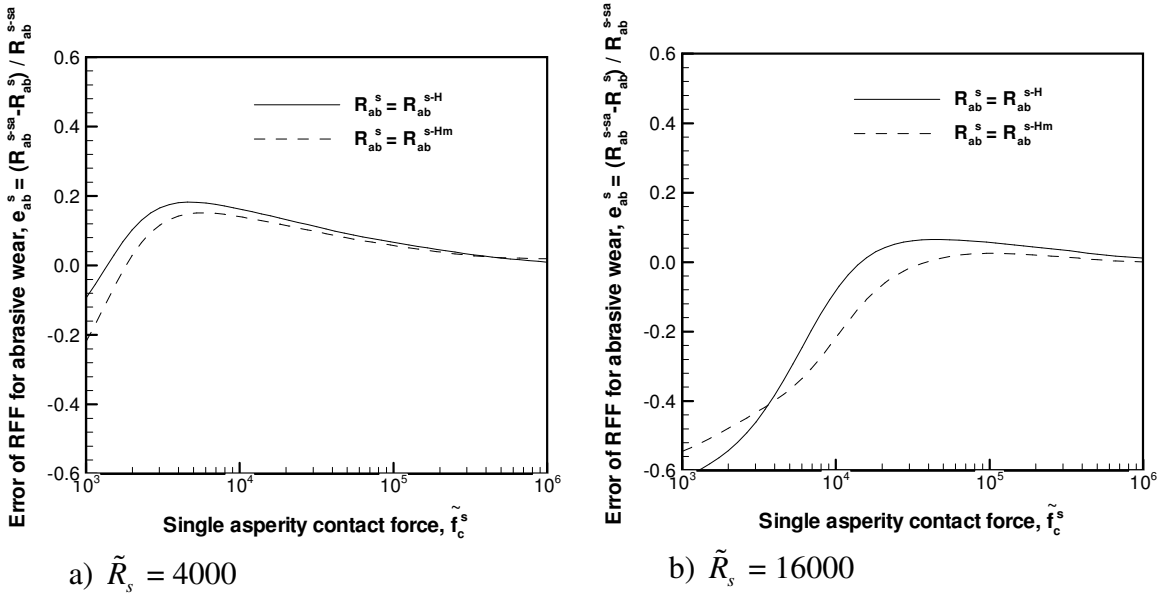 Error of RFF for abrasive wear, e_ab^s = (R_ab^s-sa-R_ab^s) / R_ab^s-sa
0.6
0.4
0.2
0.0
-0.2
-0.4
-0.6
R_ab^s = R_ab^s-H
R_ab^s = R_ab^s-Hm
10^3
10^4
10^5
10^6
Single asperity contact force, f̃_c^s
a) R̃_s = 4000
Error of RFF for abrasive wear, e_ab^s = (R_ab^s-sa-R_ab^s) / R_ab^s-sa
0.6
0.4
0.2
0.0
-0.2
-0.4
-0.6
R_ab^s = R_ab^s-H
R_ab^s = R_ab^s-Hm
10^3
10^4
10^5
10^6
Single asperity contact force, f̃_c^s
b) R̃_s = 16000